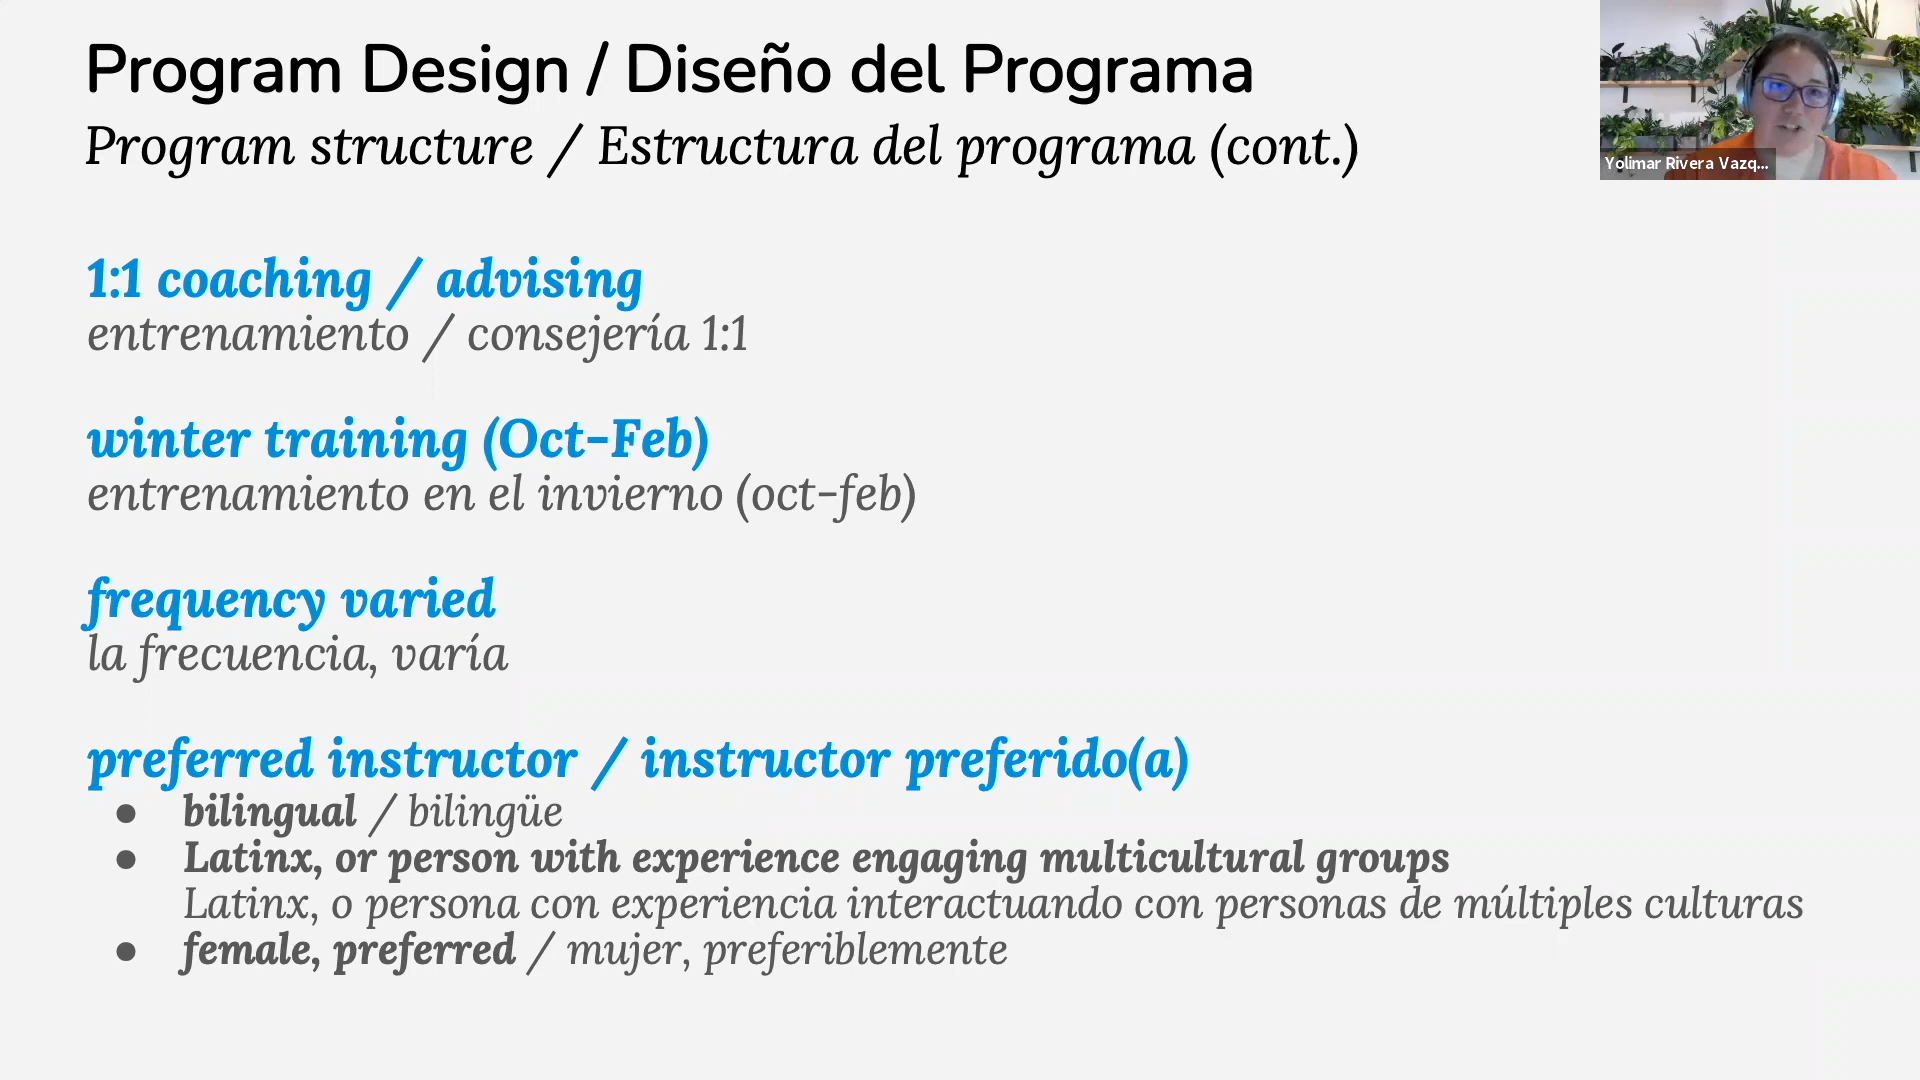 Program Design / Diseño del Programa
Program structure / Estructura del programa (cont.)
Yolimar Rivera Vazq...
1:1 coaching / advising
entrenamiento / consejería 1:1
winter training (Oct-Feb)
entrenamiento en el invierno (oct-feb)
frequency varied
la frecuencia, varía
preferred instructor / instructor preferido(a)
● bilingual / bilingüe
● Latinx, or person with experience engaging multicultural groups
Latinx, o persona con experiencia interactuando con personas de múltiples culturas
● female, preferred / mujer, preferiblemente